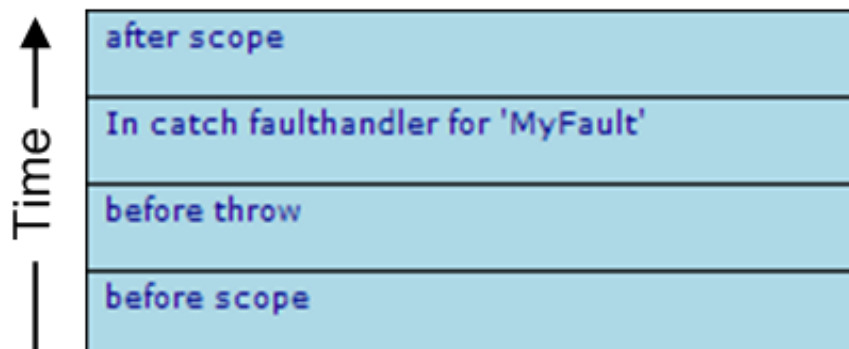 after scope
In catch faulthandler for 'MyFault'
before throw
before scope
Time